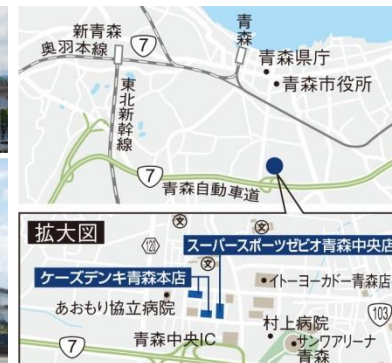 新青森
奥羽本線
7
青森
青森県庁
青森市役所
東北新幹線
7
青森自動車道
拡大図
文
文
120
スーパースポーツゼビオ青森中央店
文
ケーズデンキ青森本店
イトーヨーカドー青森店
あおもり協立病院
103
村上病院
7
青森中央IC
サンワアリーナ
青森